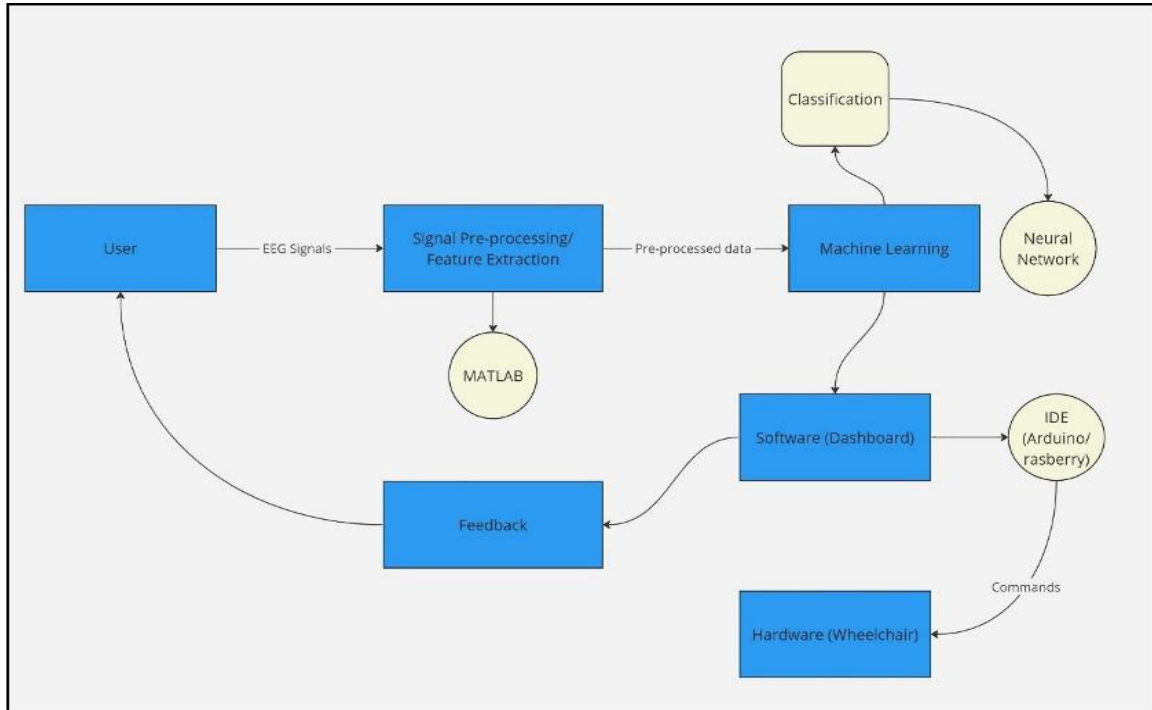 Classification
User
EEG Signals
Signal Pre-processing/
Feature Extraction
Pre-processed data
Machine Learning
Neural
Network
MATLAB
Software (Dashboard)
IDE
(Arduino/
rasberry)
Feedback
Commands
Hardware (Wheelchair)